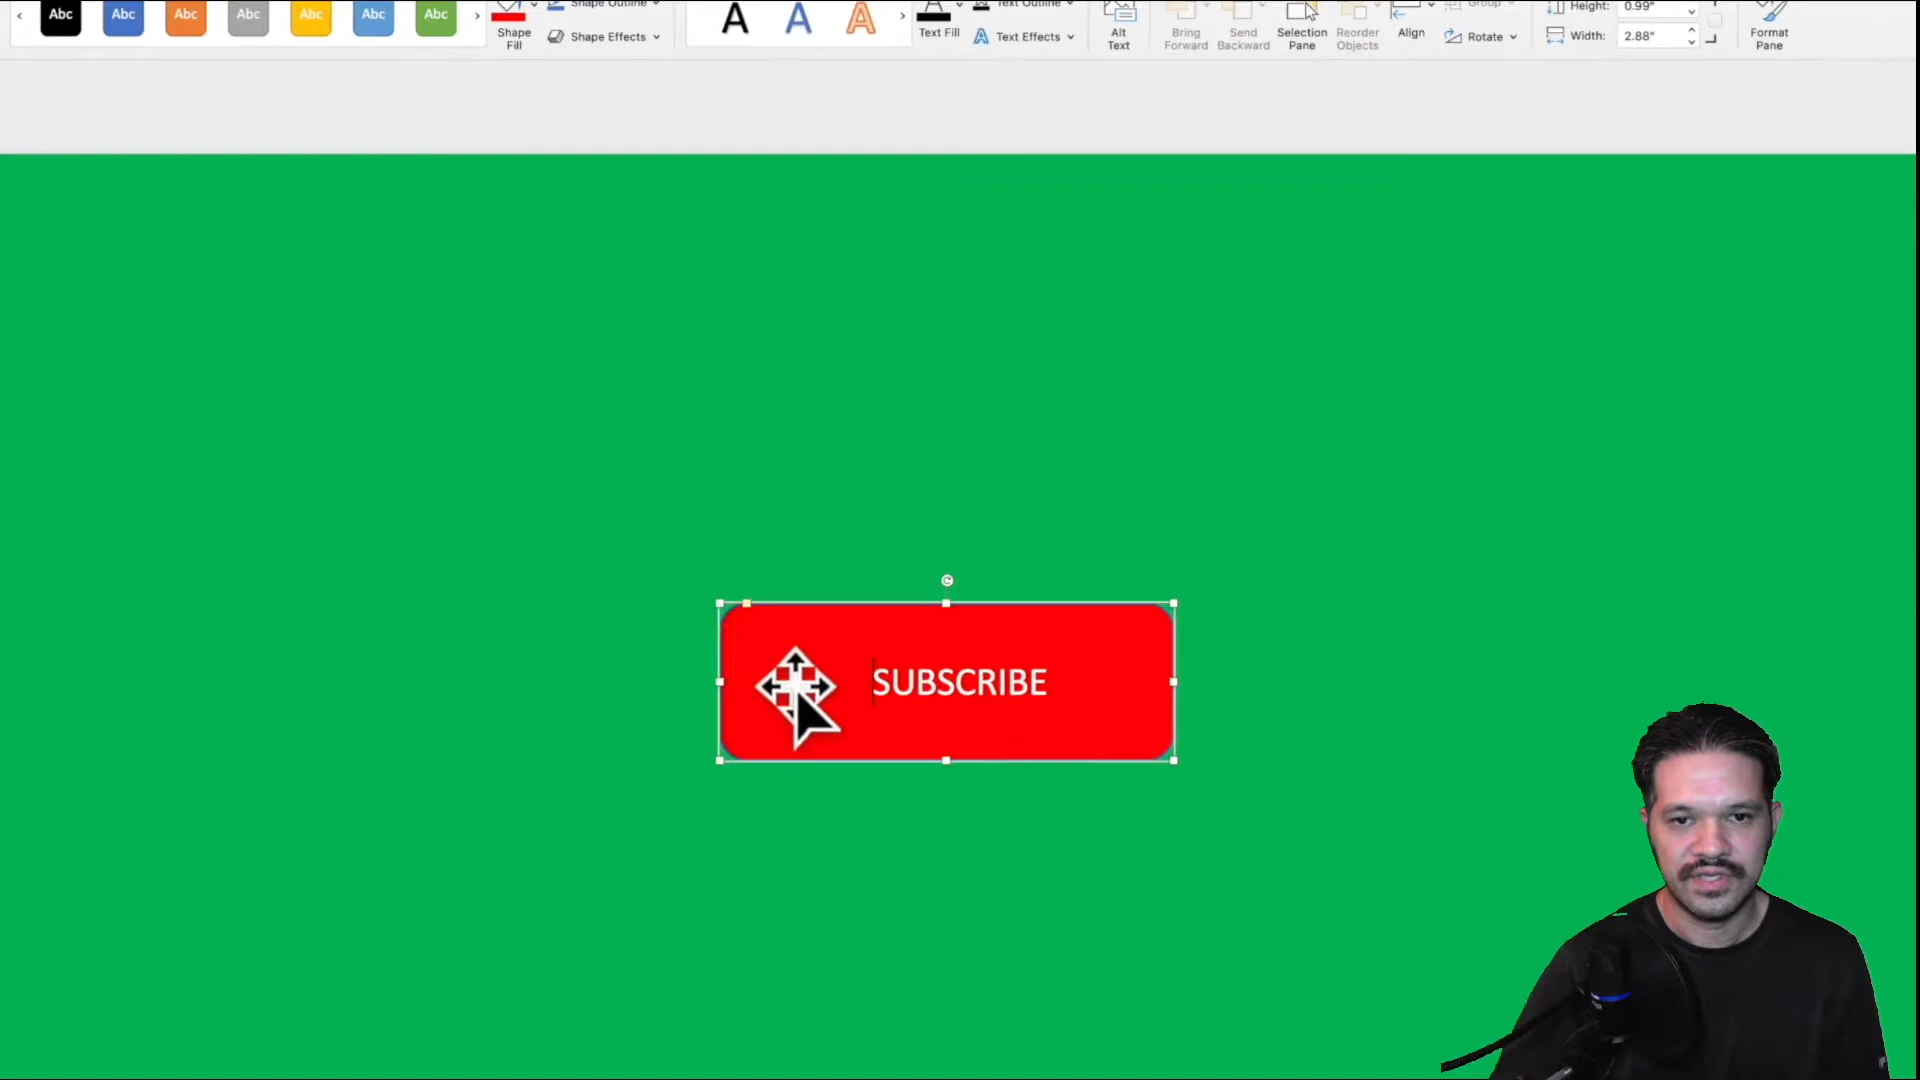 Abc Abc Abc Abc Abc Abc Abc
Shape Outline
Shape
Fill
Shape Effects
A A A
Text Fill
Text Outline
Text Effects
Alt
Text
Bring
Forward
Send
Backward
Selection
Pane
Reorder
Objects
Align
Group
Rotate
Height: 0.99"
Width: 2.88"
Format
Pane
SUBSCRIBE